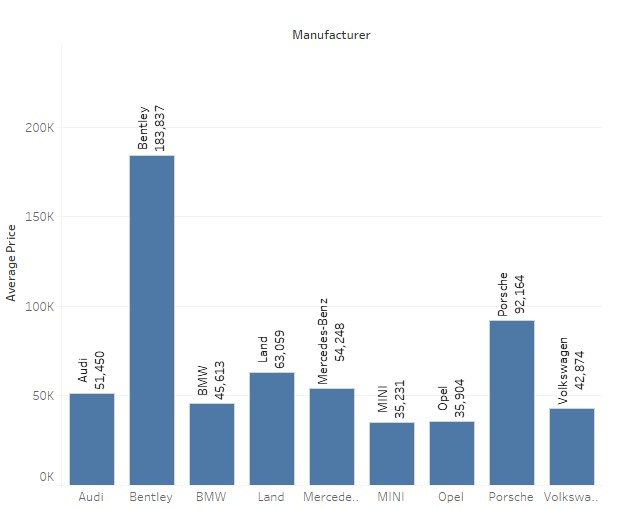 Manufacturer
Average Price
200K
150K
100K
50K
0K
Audi
51,450
Bentley
183,837
BMW
45,613
Land
63,059
Mercedes-Benz
54,248
MINI
35,231
Opel
35,904
Porsche
92,164
Volkswagen
42,874
Audi
Bentley
BMW
Land
Mercede..
MINI
Opel
Porsche
Volkswa..